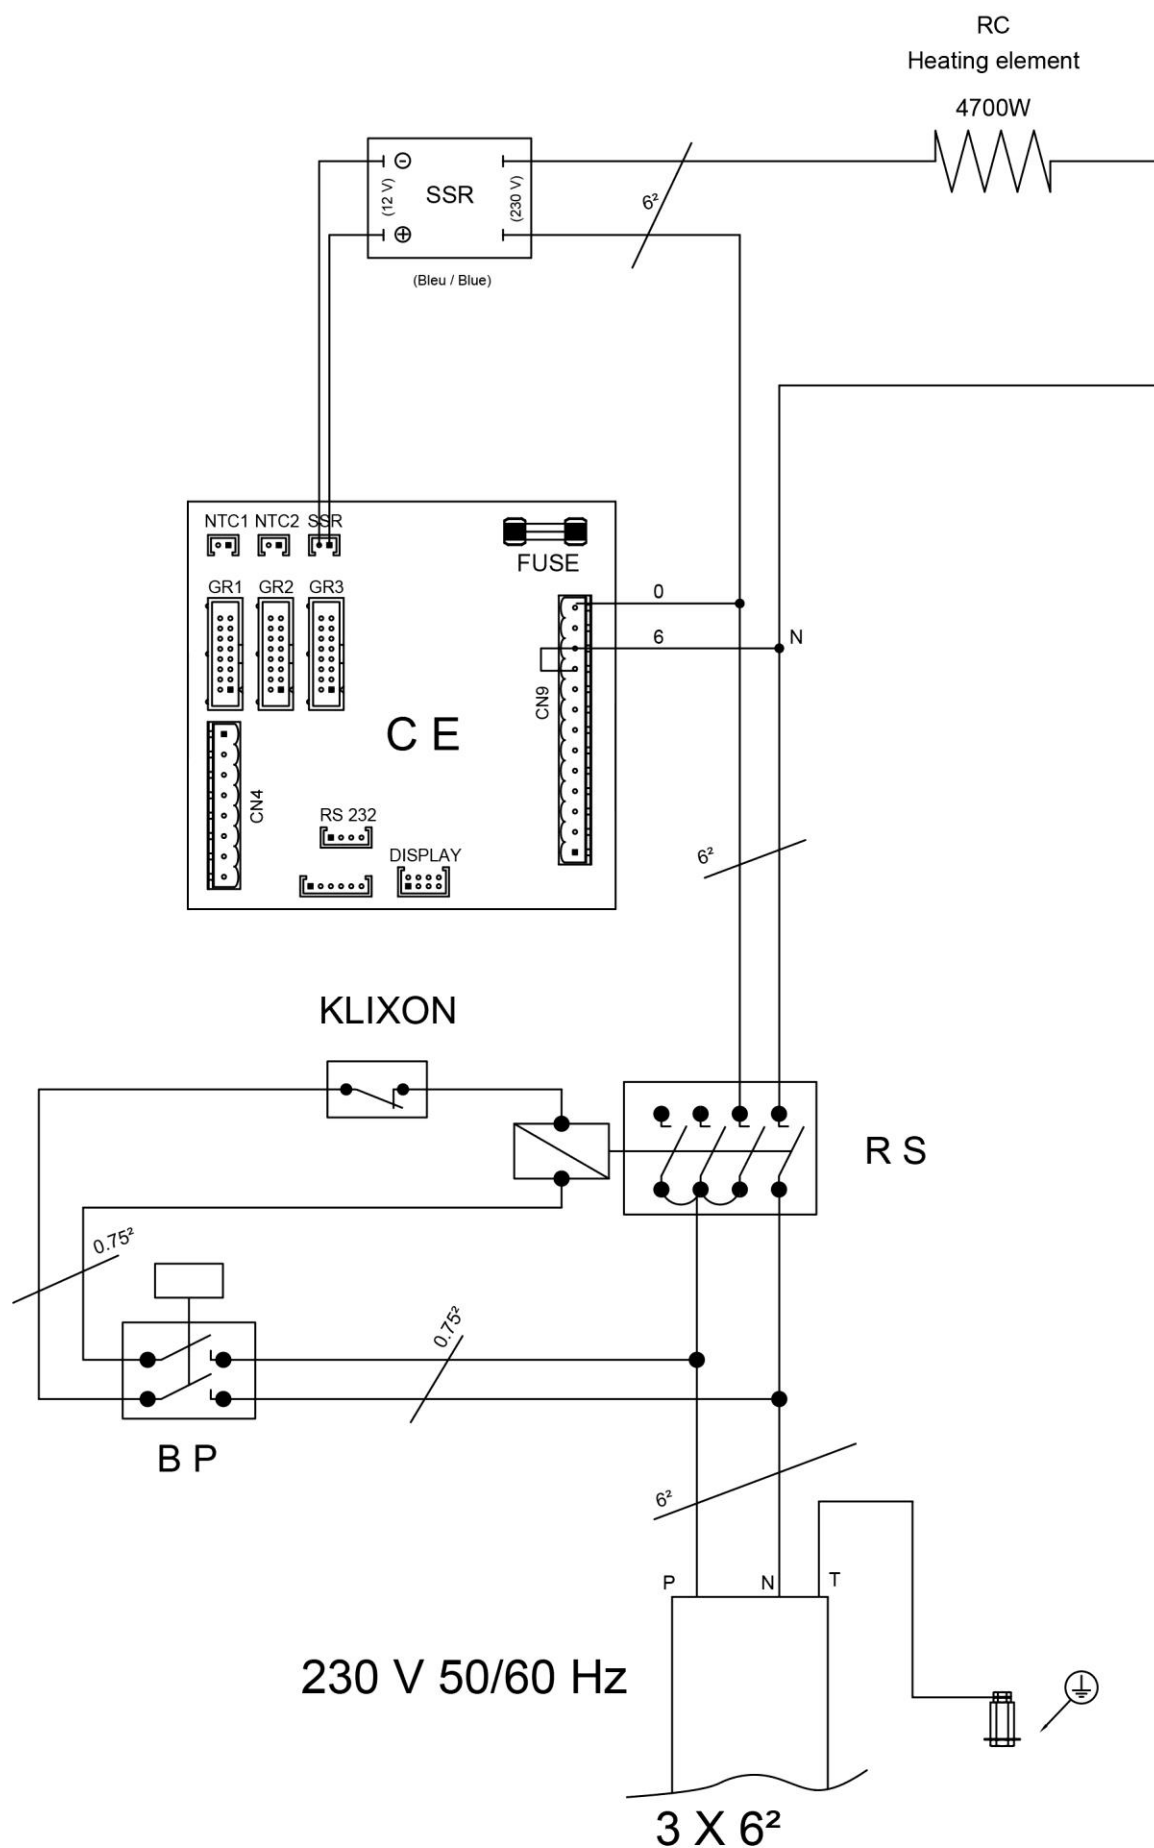 RC
Heating element
4700W
(12 V)
SSR
(230 V)
6²
(Bleu / Blue)
NTC1 NTC2 SSR
FUSE
GR1 GR2 GR3
0
6
N
CN9
C E
CN4
RS 232
DISPLAY
6²
KLIXON
R S
0.75²
0.75²
B P
6²
P N T
230 V 50/60 Hz
3 X 6²